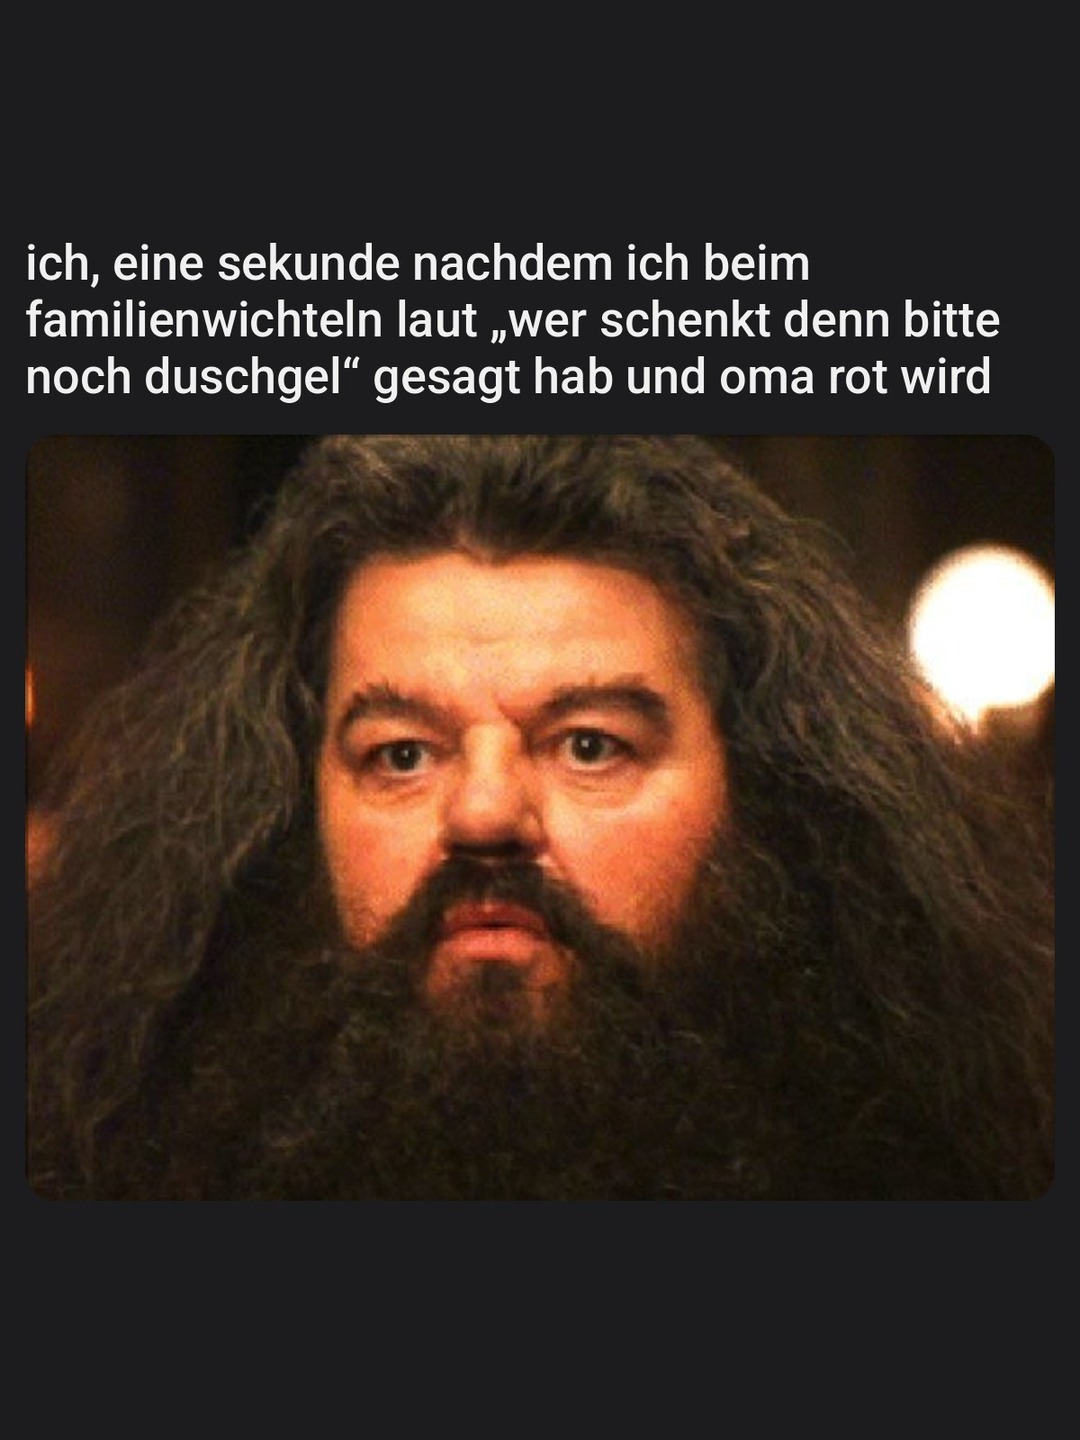 ich, eine sekunde nachdem ich beim
familienwichteln laut „wer schenkt denn bitte
noch duschgel“ gesagt hab und oma rot wird